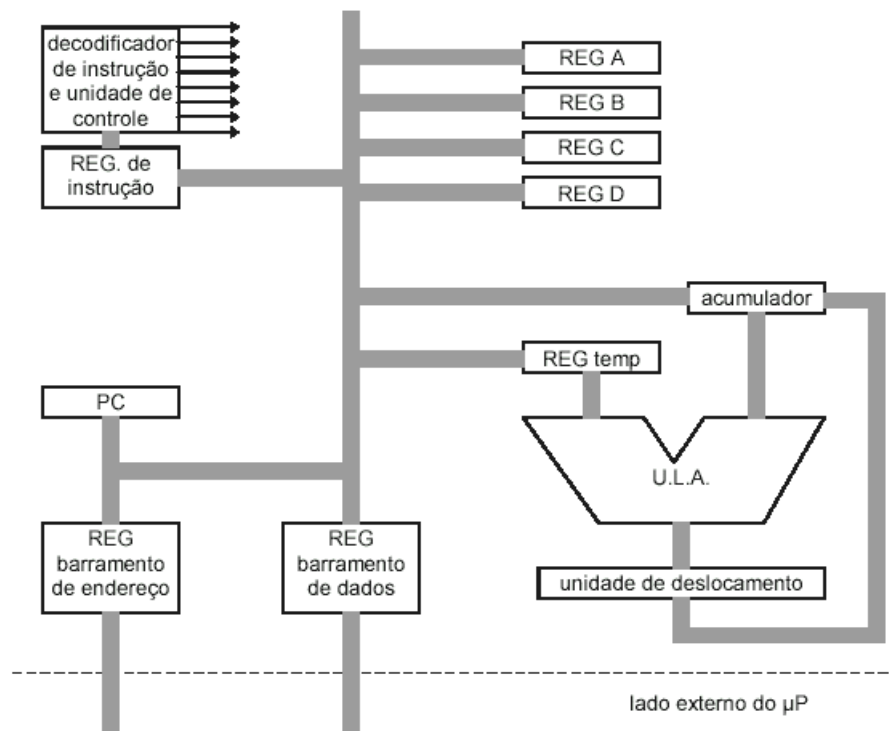 decodificador
de instrução
e unidade de
controle
REG. de
instrução
REG A
REG B
REG C
REG D
acumulador
REG temp
PC
U.L.A.
REG
barramento
de endereço
REG
barramento
de dados
unidade de deslocamento
lado externo do µP